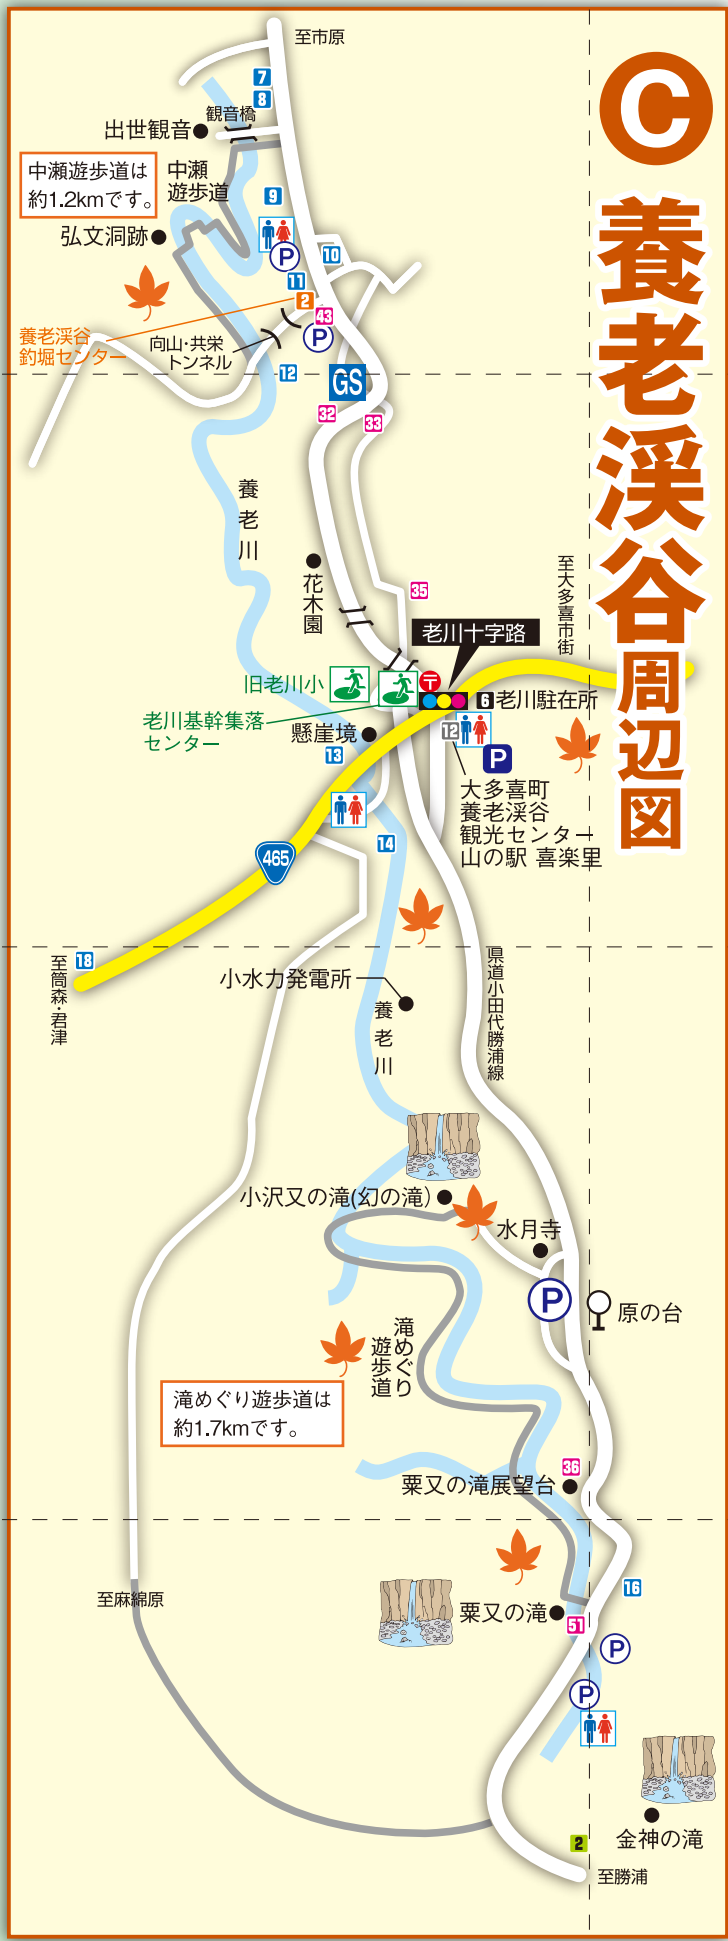 C
養老渓谷周辺図
至市原
7
8
観音橋
出世観音
中瀬遊歩道は
約1.2kmです。
中瀬
遊歩道
9
弘文洞跡
P
10
11
2
43
養老渓谷
釣堀センター
向山・共栄
トンネル
P
12
GS
32
33
養老川
花木園
35
至大多喜市街
老川十字路
旧老川小
〒
6
老川駐在所
老川基幹集落
センター
懸崖境
12
13
P
大多喜町
養老渓谷
観光センター
山の駅 喜楽里
14
465
18
至筒森・君津
小水力発電所
県道小田代勝浦線
養老川
小沢又の滝(幻の滝)
水月寺
P
原の台
滝めぐり
遊歩道
滝めぐり遊歩道は
約1.7kmです。
36
粟又の滝展望台
16
至麻綿原
粟又の滝
51
P
P
2
金神の滝
至勝浦